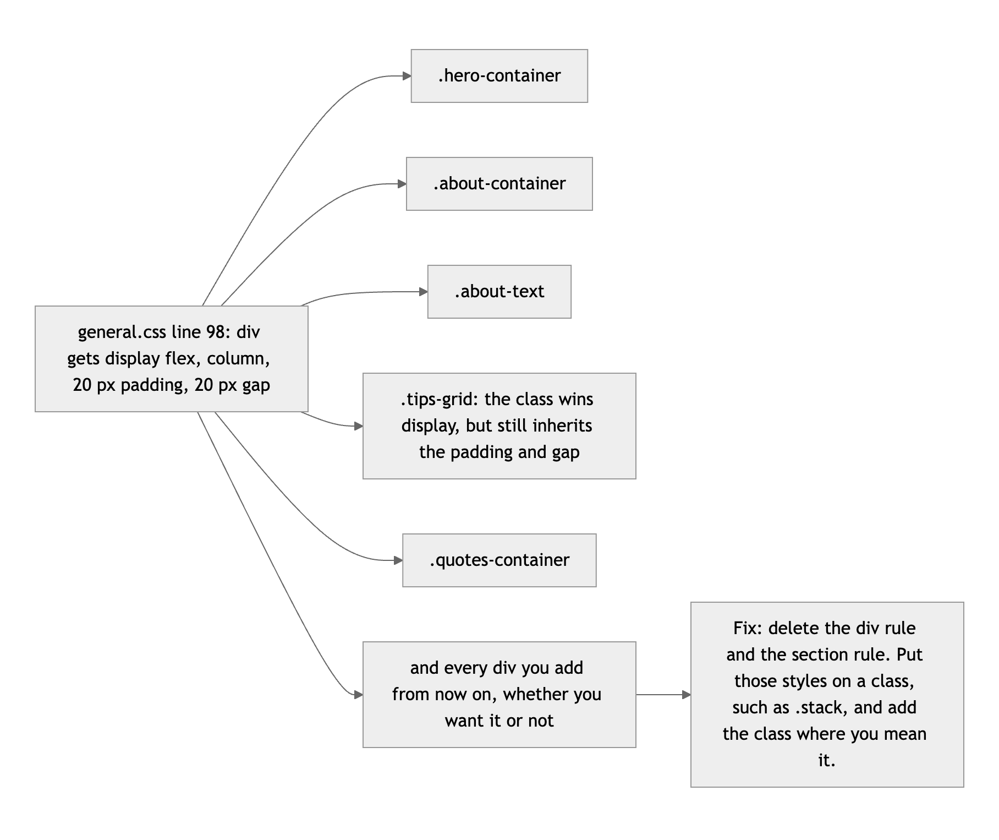 .hero-container
.about-container
.about-text
general.css line 98: div
gets display flex, column,
20 px padding, 20 px gap
.tips-grid: the class wins
display, but still inherits
the padding and gap
.quotes-container
and every div you add
from now on, whether you
want it or not
Fix: delete the div rule
and the section rule. Put
those styles on a class,
such as .stack, and add
the class where you mean
it.